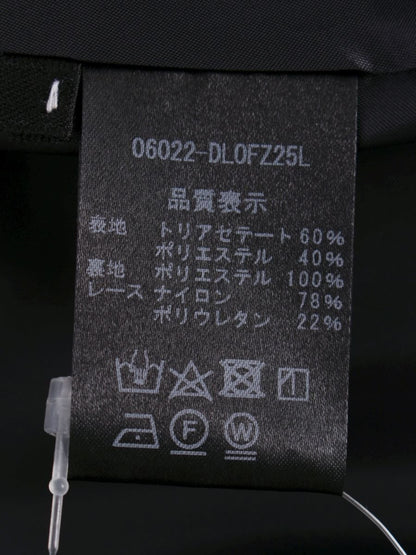 06022-DL0FZ25L
品質表示
表地 トリアセテート 60%
ポリエステル 40%
裏地 ポリエステル 100%
レース ナイロン 78%
ポリウレタン 22%
F W